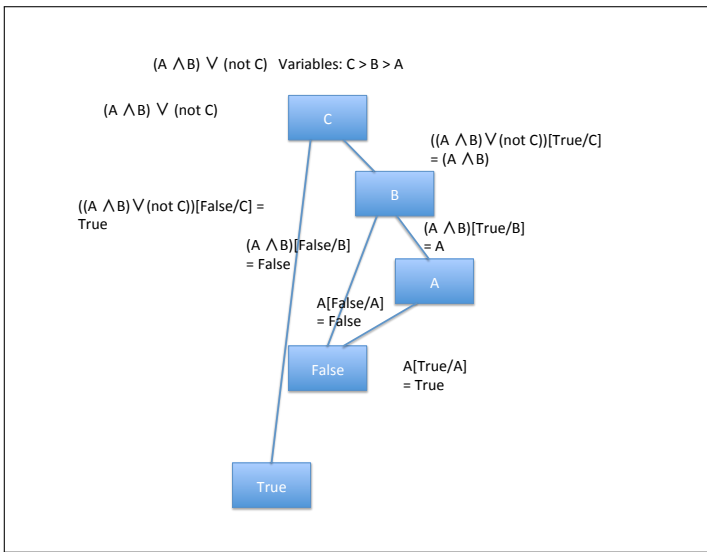 (A ∧B) ∨ (not C) Variables: C > B > A
(A ∧B) ∨ (not C)
C
((A ∧B)∨(not C))[True/C]
= (A ∧B)
B
((A ∧B)∨(not C))[False/C] =
True
(A ∧B)[True/B]
= A
(A ∧B)[False/B]
= False
A
A[False/A]
= False
False
A[True/A]
= True
True